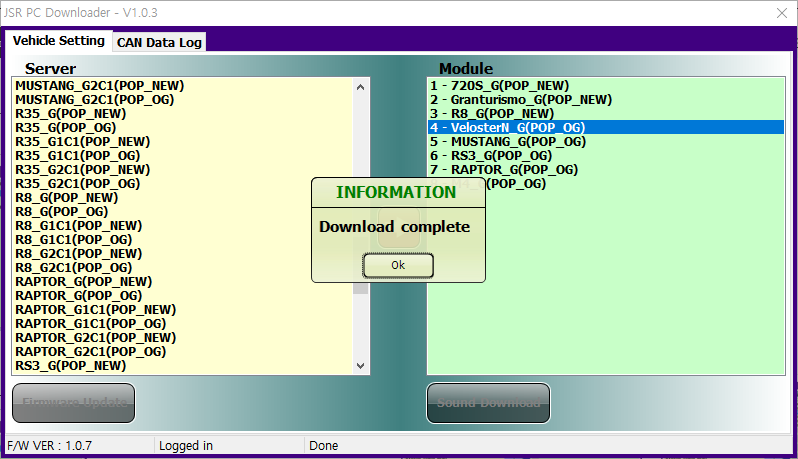 JSR PC Downloader - V1.0.3
Vehicle Setting
CAN Data Log
Server
MUSTANG_G2C1(POP_NEW)
MUSTANG_G2C1(POP_OG)
R35_G(POP_NEW)
R35_G(POP_OG)
R35_G1C1(POP_NEW)
R35_G1C1(POP_OG)
R35_G2C1(POP_NEW)
R35_G2C1(POP_OG)
R8_G(POP_NEW)
R8_G(POP_OG)
R8_G1C1(POP_NEW)
R8_G1C1(POP_OG)
R8_G2C1(POP_NEW)
R8_G2C1(POP_OG)
RAPTOR_G(POP_NEW)
RAPTOR_G(POP_OG)
RAPTOR_G1C1(POP_NEW)
RAPTOR_G1C1(POP_OG)
RAPTOR_G2C1(POP_NEW)
RAPTOR_G2C1(POP_OG)
RS3_G(POP_NEW)
Module
1 - 720S_G(POP_NEW)
2 - Granturismo_G(POP_NEW)
3 - R8_G(POP_NEW)
4 - VelosterN_G(POP_OG)
5 - MUSTANG_G(POP_OG)
6 - RS3_G(POP_OG)
7 - RAPTOR_G(POP_OG)
_G(POP_OG)
INFORMATION
Download complete
Ok
Firmware Update
Sound Download
F/W VER : 1.0.7
Logged in
Done